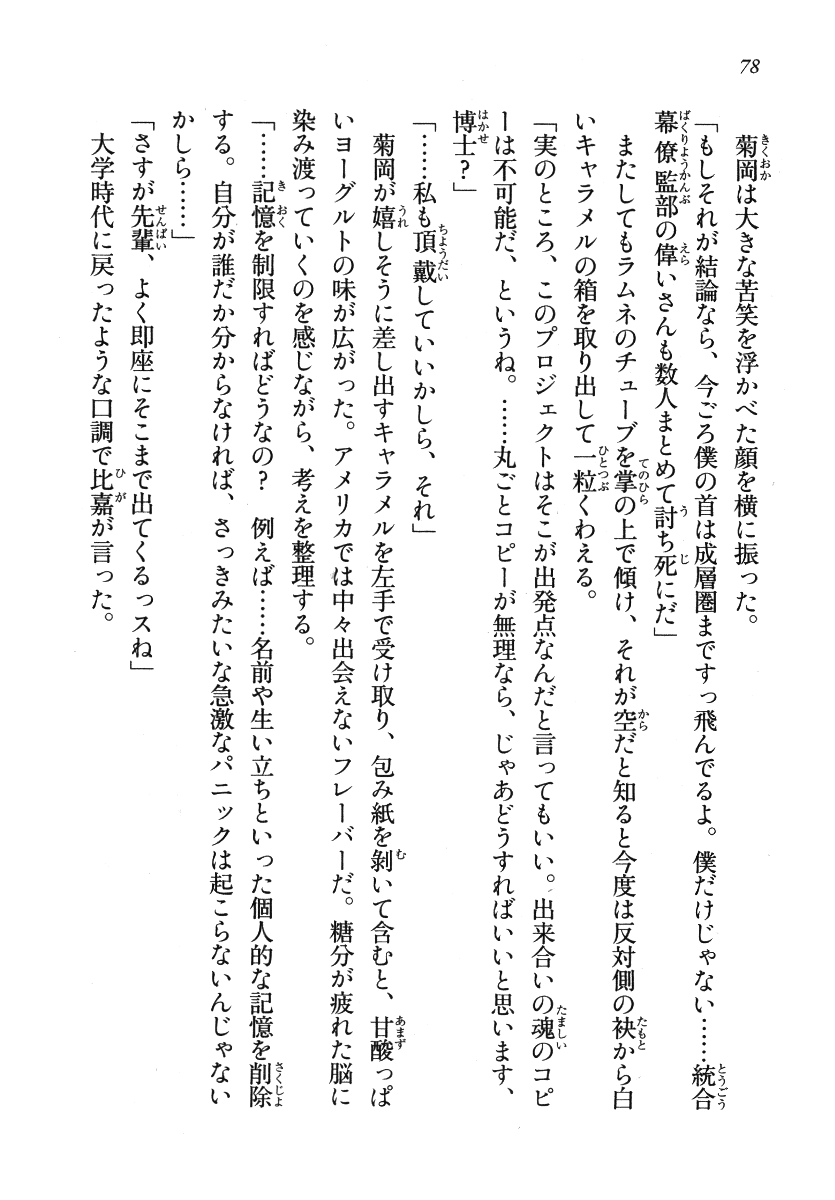 78
菊岡は大きな苦笑を浮かべた顔を横に振った。
「もしそれが結論なら、今ごろ僕の首は成層圏まですっ飛んでるよ。僕だけじゃない……統合
幕僚監部の偉いさんも数人まとめて討ち死にだ」
またしてもラムネのチューブを掌の上で傾け、それが空だと知ると今度は反対側の袂から白
いキャラメルの箱を取り出して一粒くわえる。
「実のところ、このプロジェクトはそこが出発点なんだと言ってもいい。出来合いの魂のコピ
ーは不可能だ、というね。……丸ごとコピーが無理なら、じゃあどうすればいいと思います、
博士？」
「……私も頂戴していいかしら、それ」
菊岡が嬉しそうに差し出すキャラメルを左手で受け取り、包み紙を剝いて含むと、甘酸っぱ
いヨーグルトの味が広がった。アメリカでは中々出会えないフレーバーだ。糖分が疲れた脳に
染み渡っていくのを感じながら、考えを整理する。
「……記憶を制限すればどうなの？　例えば……名前や生い立ちといった個人的な記憶を削除
する。自分が誰だか分からなければ、さっきみたいな急激なパニックは起こらないんじゃない
かしら……」
「さすが先輩、よく即座にそこまで出てくるっスね」
大学時代に戻ったような口調で比嘉が言った。